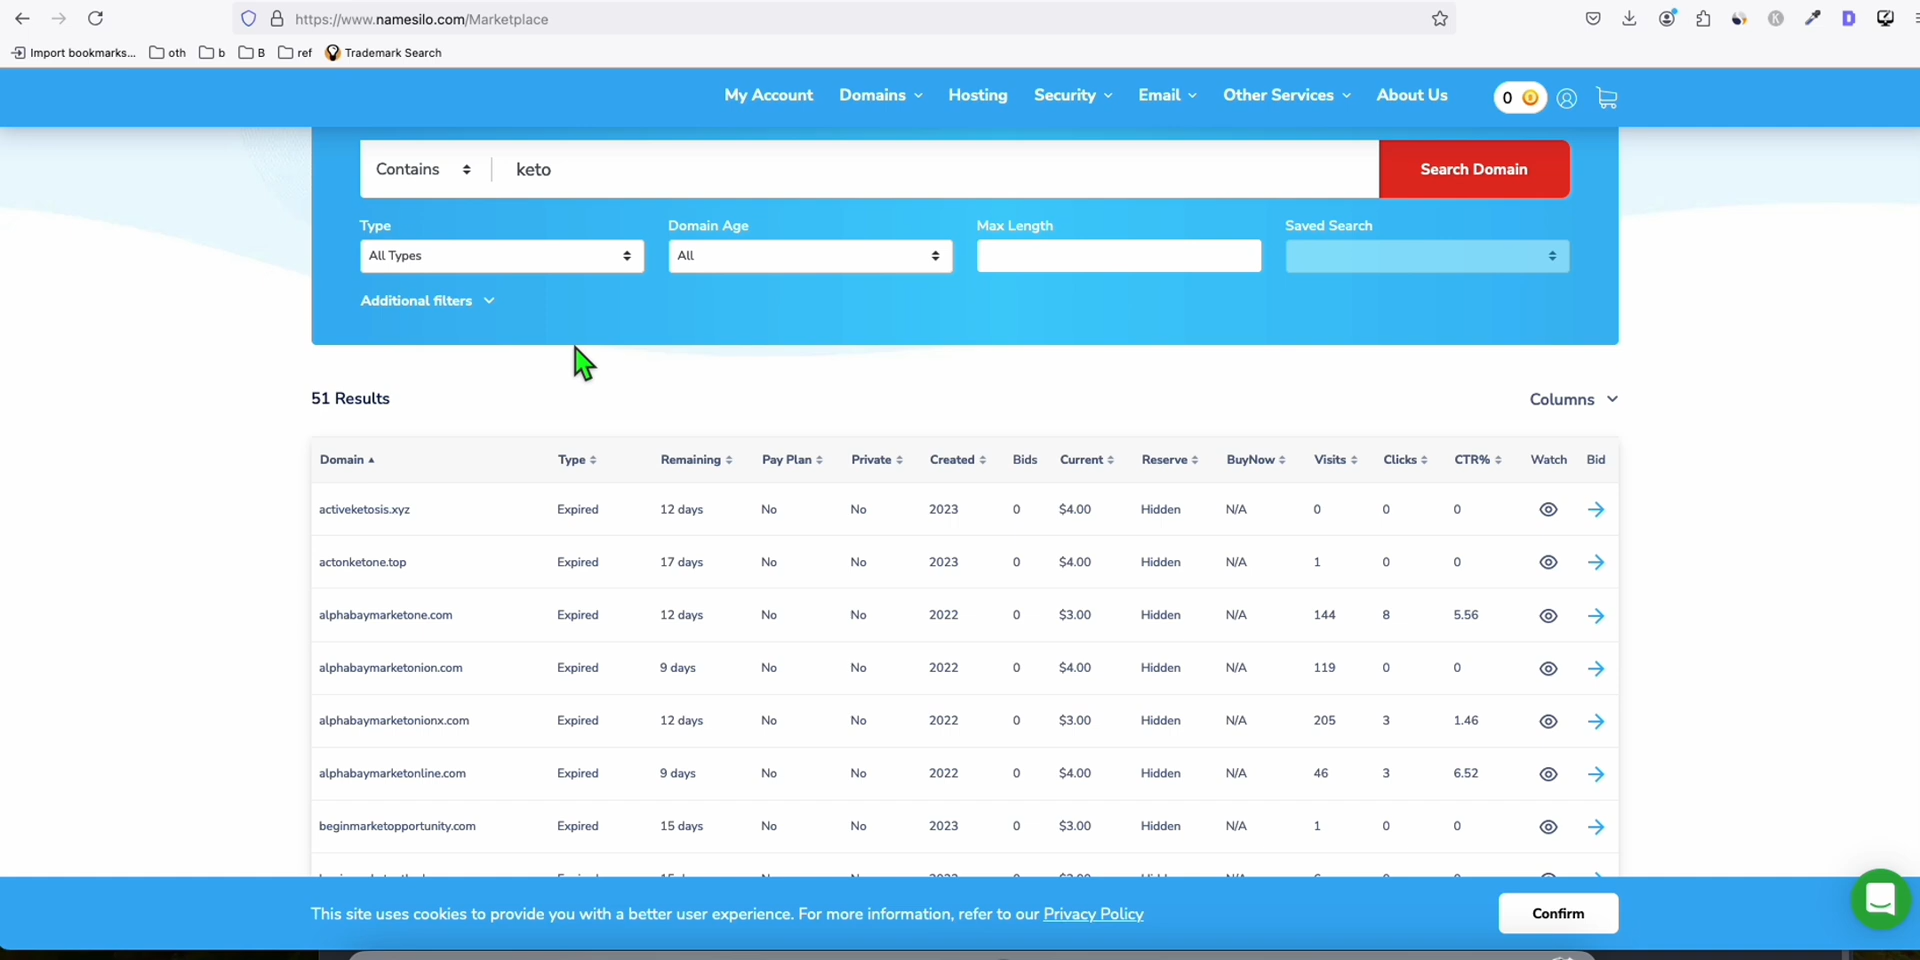 https://www.namesilo.com/Marketplace
Import bookmarks... oth b B ref Trademark Search
My Account Domains Hosting Security Email Other Services About Us 0
Contains keto Search Domain
Type Domain Age Max Length Saved Search
All Types All
Additional filters
51 Results Columns
Domain Type Remaining Pay Plan Private Created Bids Current Reserve BuyNow Visits Clicks CTR% Watch Bid
activeketosis.xyz Expired 12 days No No 2023 0 $4.00 Hidden N/A 0 0 0
actonketone.top Expired 17 days No No 2023 0 $4.00 Hidden N/A 1 0 0
alphabaymarketone.com Expired 12 days No No 2022 0 $3.00 Hidden N/A 144 8 5.56
alphabaymarketonion.com Expired 9 days No No 2022 0 $4.00 Hidden N/A 119 0 0
alphabaymarketonionx.com Expired 12 days No No 2022 0 $3.00 Hidden N/A 205 3 1.46
alphabaymarketonline.com Expired 9 days No No 2022 0 $4.00 Hidden N/A 46 3 6.52
beginmarketopportunity.com Expired 15 days No No 2023 0 $3.00 Hidden N/A 1 0 0
This site uses cookies to provide you with a better user experience. For more information, refer to our Privacy Policy Confirm